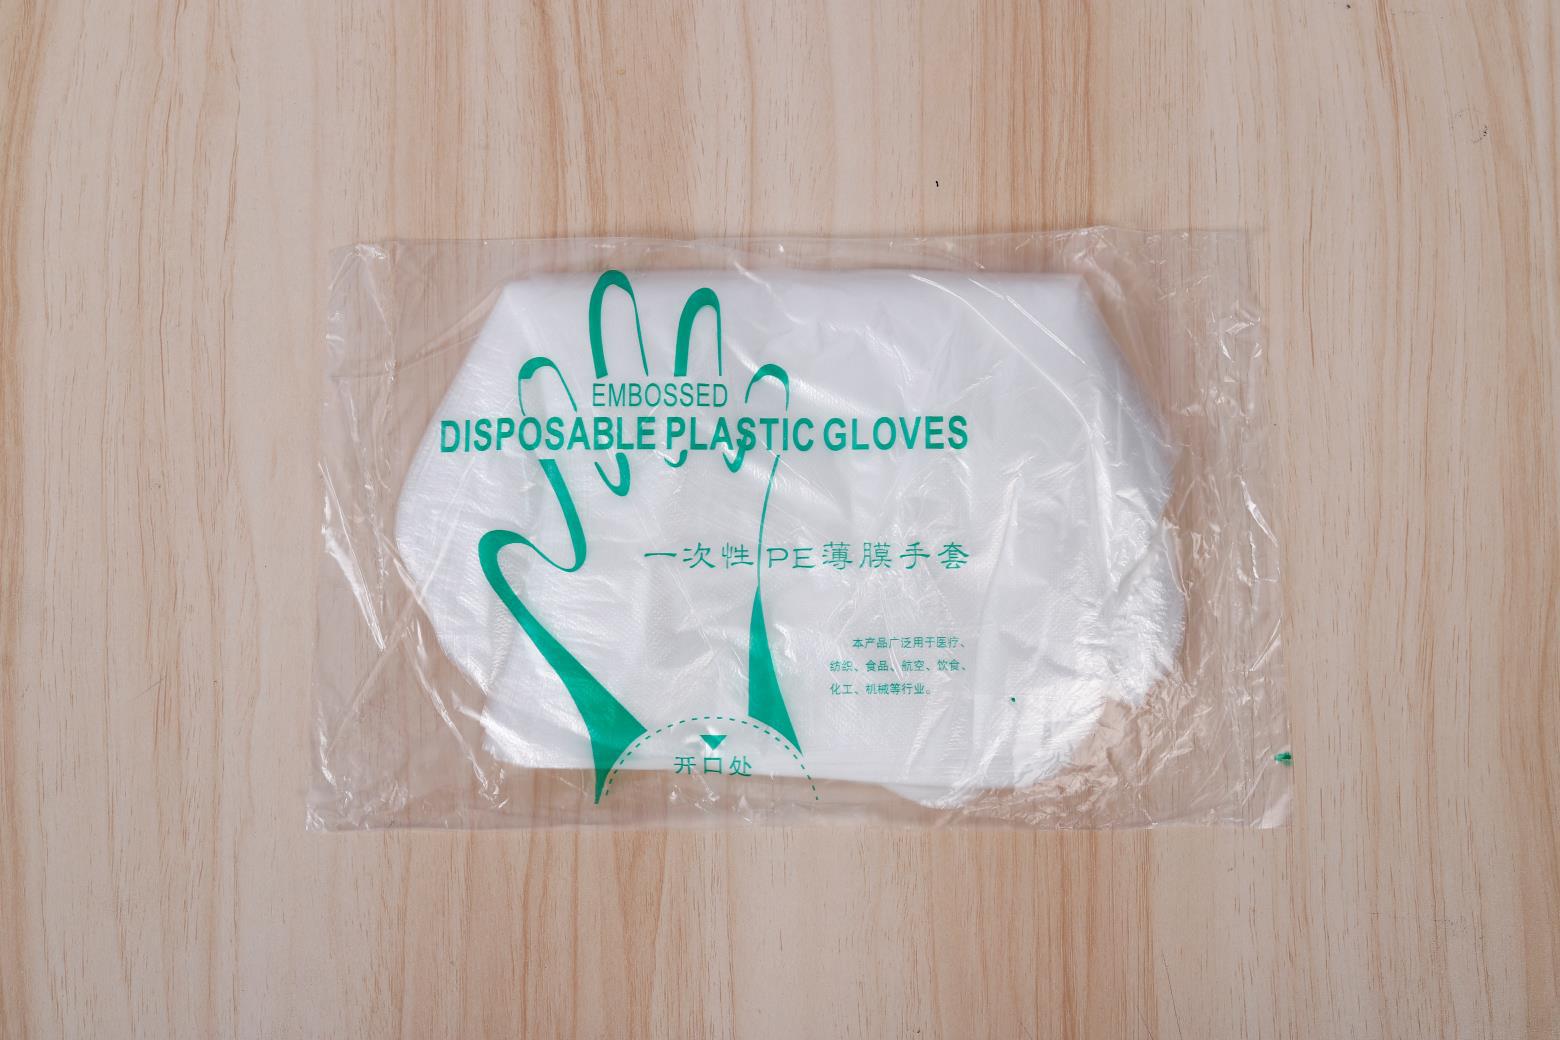 EMBOSSED
DISPOSABLE PLASTIC GLOVES
一次性PE薄膜手套
本产品广泛用于医疗、
纺织、食品、航空、饮食、
化工、机械等行业。
开口处